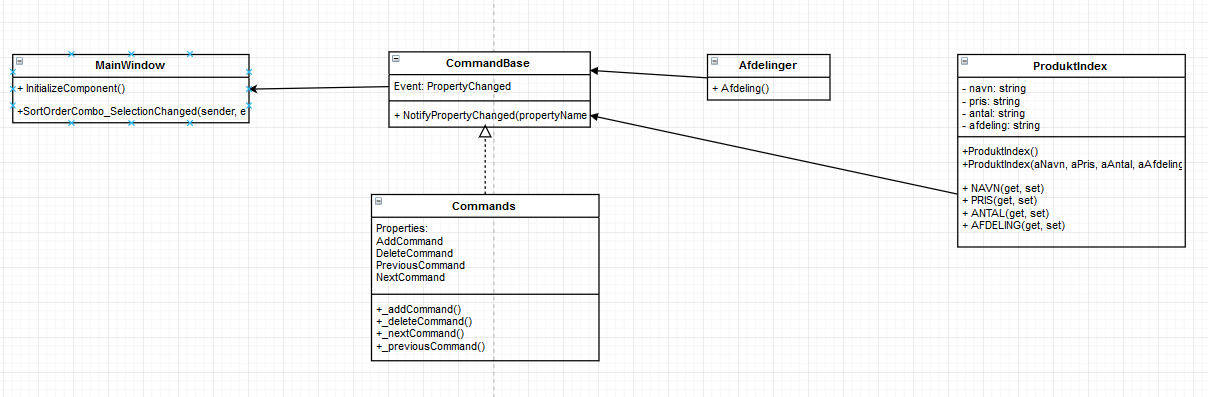 MainWindow
+ InitializeComponent()
+SortOrderCombo_SelectionChanged(sender, e
CommandBase
Event: PropertyChanged
+ NotifyPropertyChanged(propertyName
Afdelinger
+ Afdeling()
ProduktIndex
- navn: string
- pris: string
- antal: string
- afdeling: string
+ProduktIndex()
+ProduktIndex(aNavn, aPris, aAntal, aAfdeling
+ NAVN(get, set)
+ PRIS(get, set)
+ ANTAL(get, set)
+ AFDELING(get, set)
Commands
Properties:
AddCommand
DeleteCommand
PreviousCommand
NextCommand
+_addCommand()
+_deleteCommand()
+_nextCommand()
+_previousCommand()